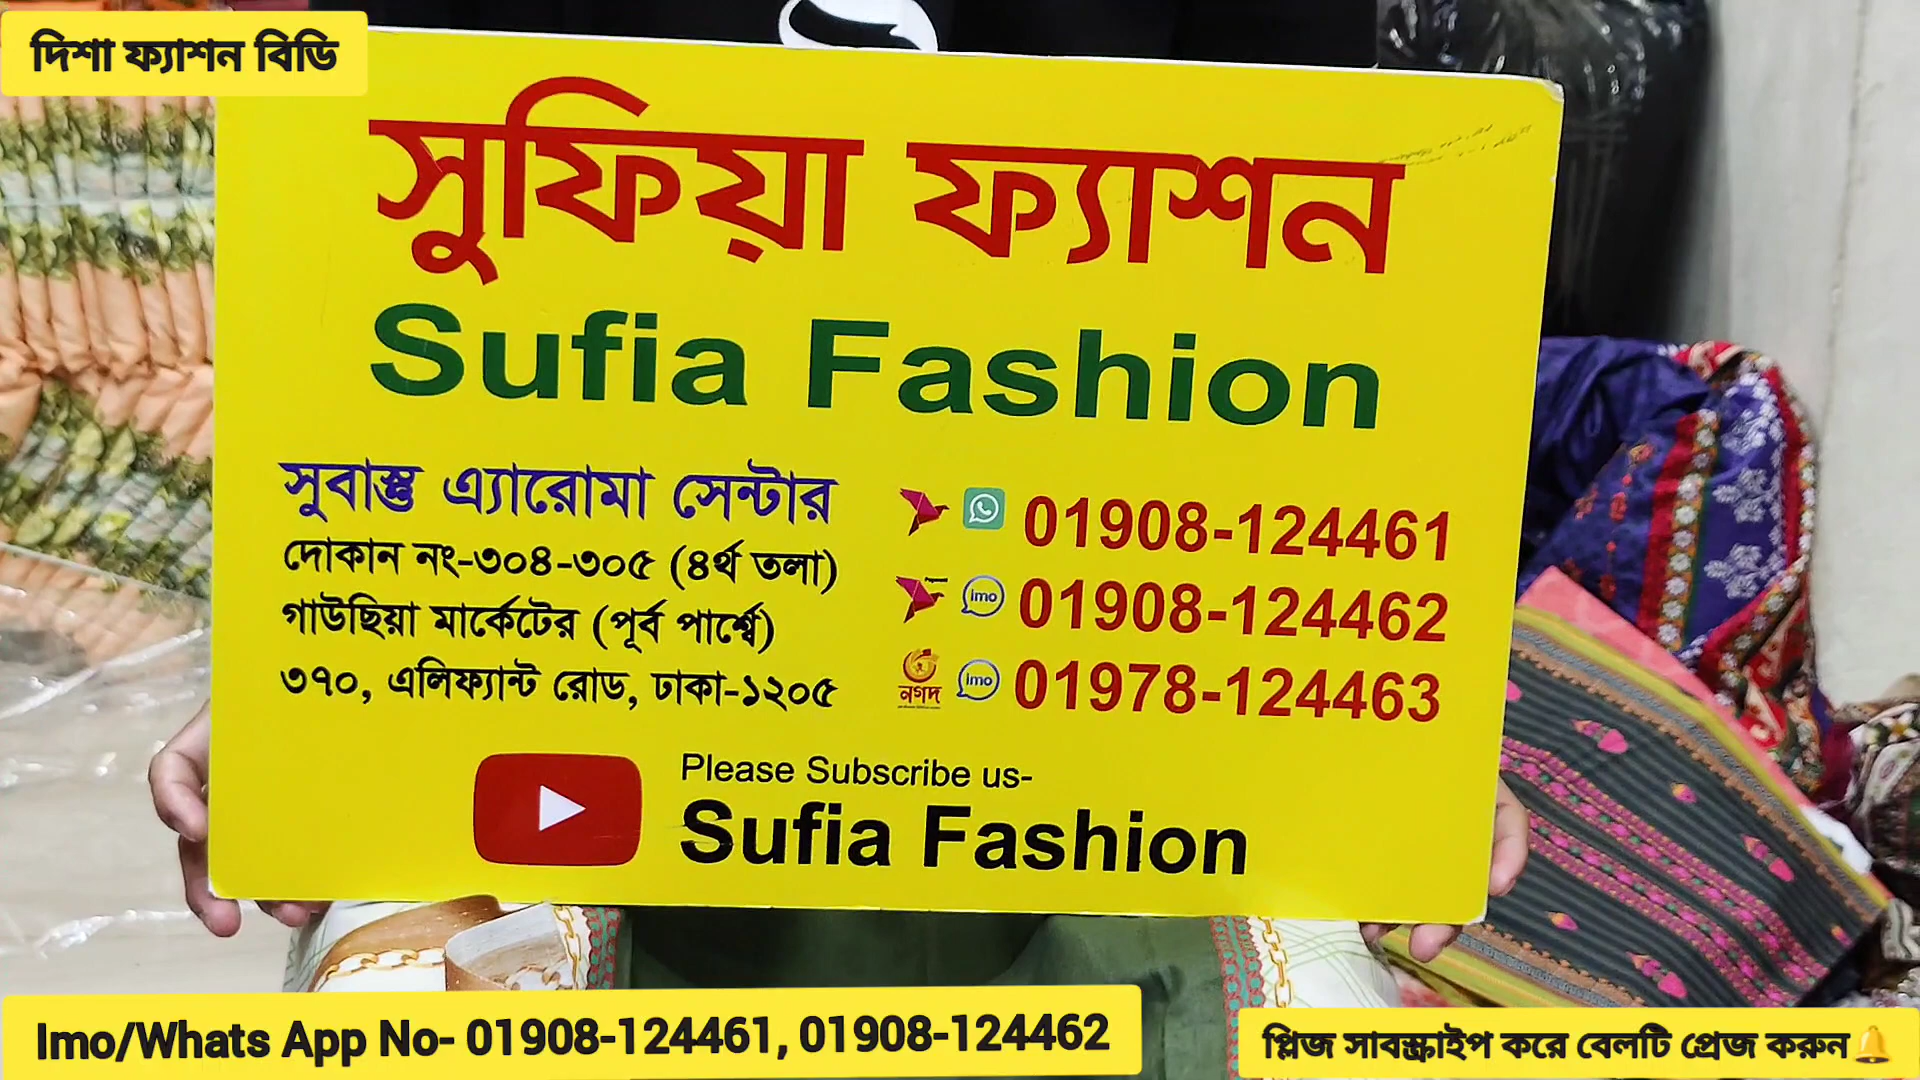 দিশা ফ্যাশন বিডি
সুফিয়া ফ্যাশন
Sufia Fashion
সুবাস্তু এ্যারোমা সেন্টার
দোকান নং-৩০৪-৩০৫ (৪র্থ তলা)
গাউছিয়া মার্কেটের (পূর্ব পার্শ্বে)
৩৭০, এলিফ্যান্ট রোড, ঢাকা-১২০৫
01908-124461
imo 01908-124462
নগদ imo 01978-124463
Please Subscribe us-
Sufia Fashion
Imo/Whats App No- 01908-124461, 01908-124462
প্লিজ সাবস্ক্রাইপ করে বেলটি প্রেজ করুন